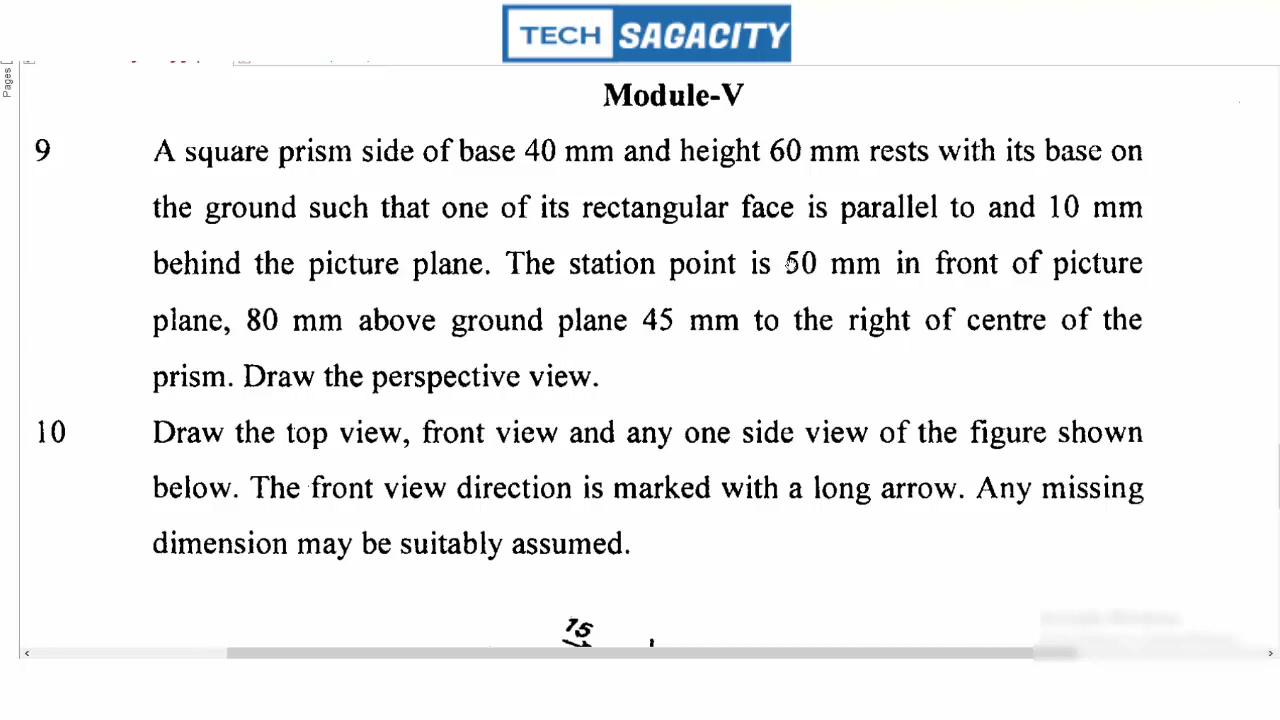 TECH SAGACITY
Pages
Module-V
9 A square prism side of base 40 mm and height 60 mm rests with its base on
the ground such that one of its rectangular face is parallel to and 10 mm
behind the picture plane. The station point is 50 mm in front of picture
plane, 80 mm above ground plane 45 mm to the right of centre of the
prism. Draw the perspective view.
10 Draw the top view, front view and any one side view of the figure shown
below. The front view direction is marked with a long arrow. Any missing
dimension may be suitably assumed.
15